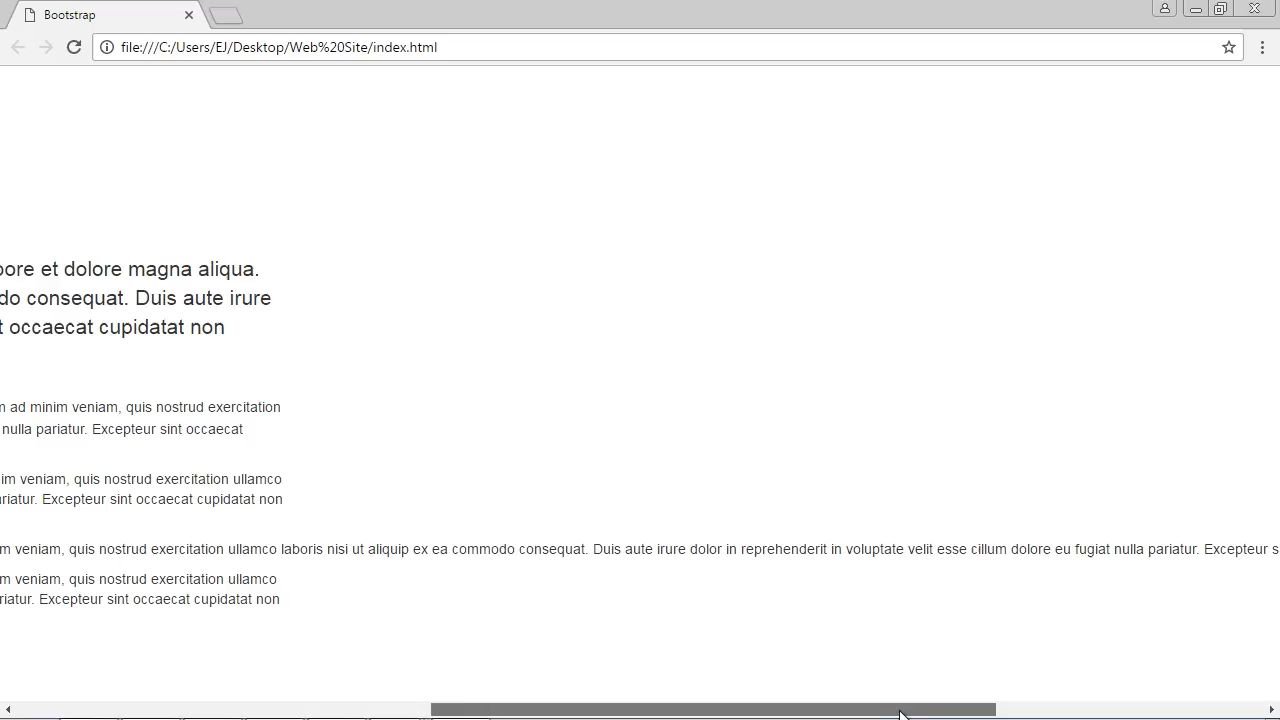 Bootstrap
file:///C:/Users/EJ/Desktop/Web%20Site/index.html
ore et dolore magna aliqua.
do consequat. Duis aute irure
t occaecat cupidatat non
ad minim veniam, quis nostrud exercitation
nulla pariatur. Excepteur sint occaecat
im veniam, quis nostrud exercitation ullamco
riatur. Excepteur sint occaecat cupidatat non
m veniam, quis nostrud exercitation ullamco laboris nisi ut aliquip ex ea commodo consequat. Duis aute irure dolor in reprehenderit in voluptate velit esse cillum dolore eu fugiat nulla pariatur. Excepteur s
m veniam, quis nostrud exercitation ullamco
riatur. Excepteur sint occaecat cupidatat non